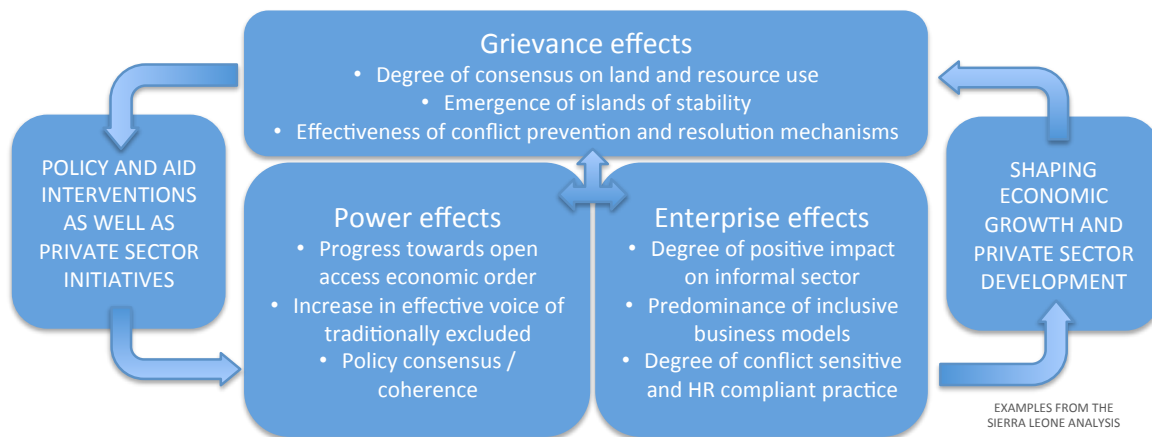 Grievance effects
• Degree of consensus on land and resource use
• Emergence of islands of stability
• Effectiveness of conflict prevention and resolution mechanisms
POLICY AND AID
INTERVENTIONS
AS WELL AS
PRIVATE SECTOR
INITIATIVES
Power effects
• Progress towards open
access economic order
• Increase in effective voice of
traditionally excluded
• Policy consensus /
coherence
Enterprise effects
• Degree of positive impact
on informal sector
• Predominance of inclusive
business models
• Degree of conflict sensitive
and HR compliant practice
SHAPING
ECONOMIC
GROWTH AND
PRIVATE SECTOR
DEVELOPMENT
EXAMPLES FROM THE
SIERRA LEONE ANALYSIS